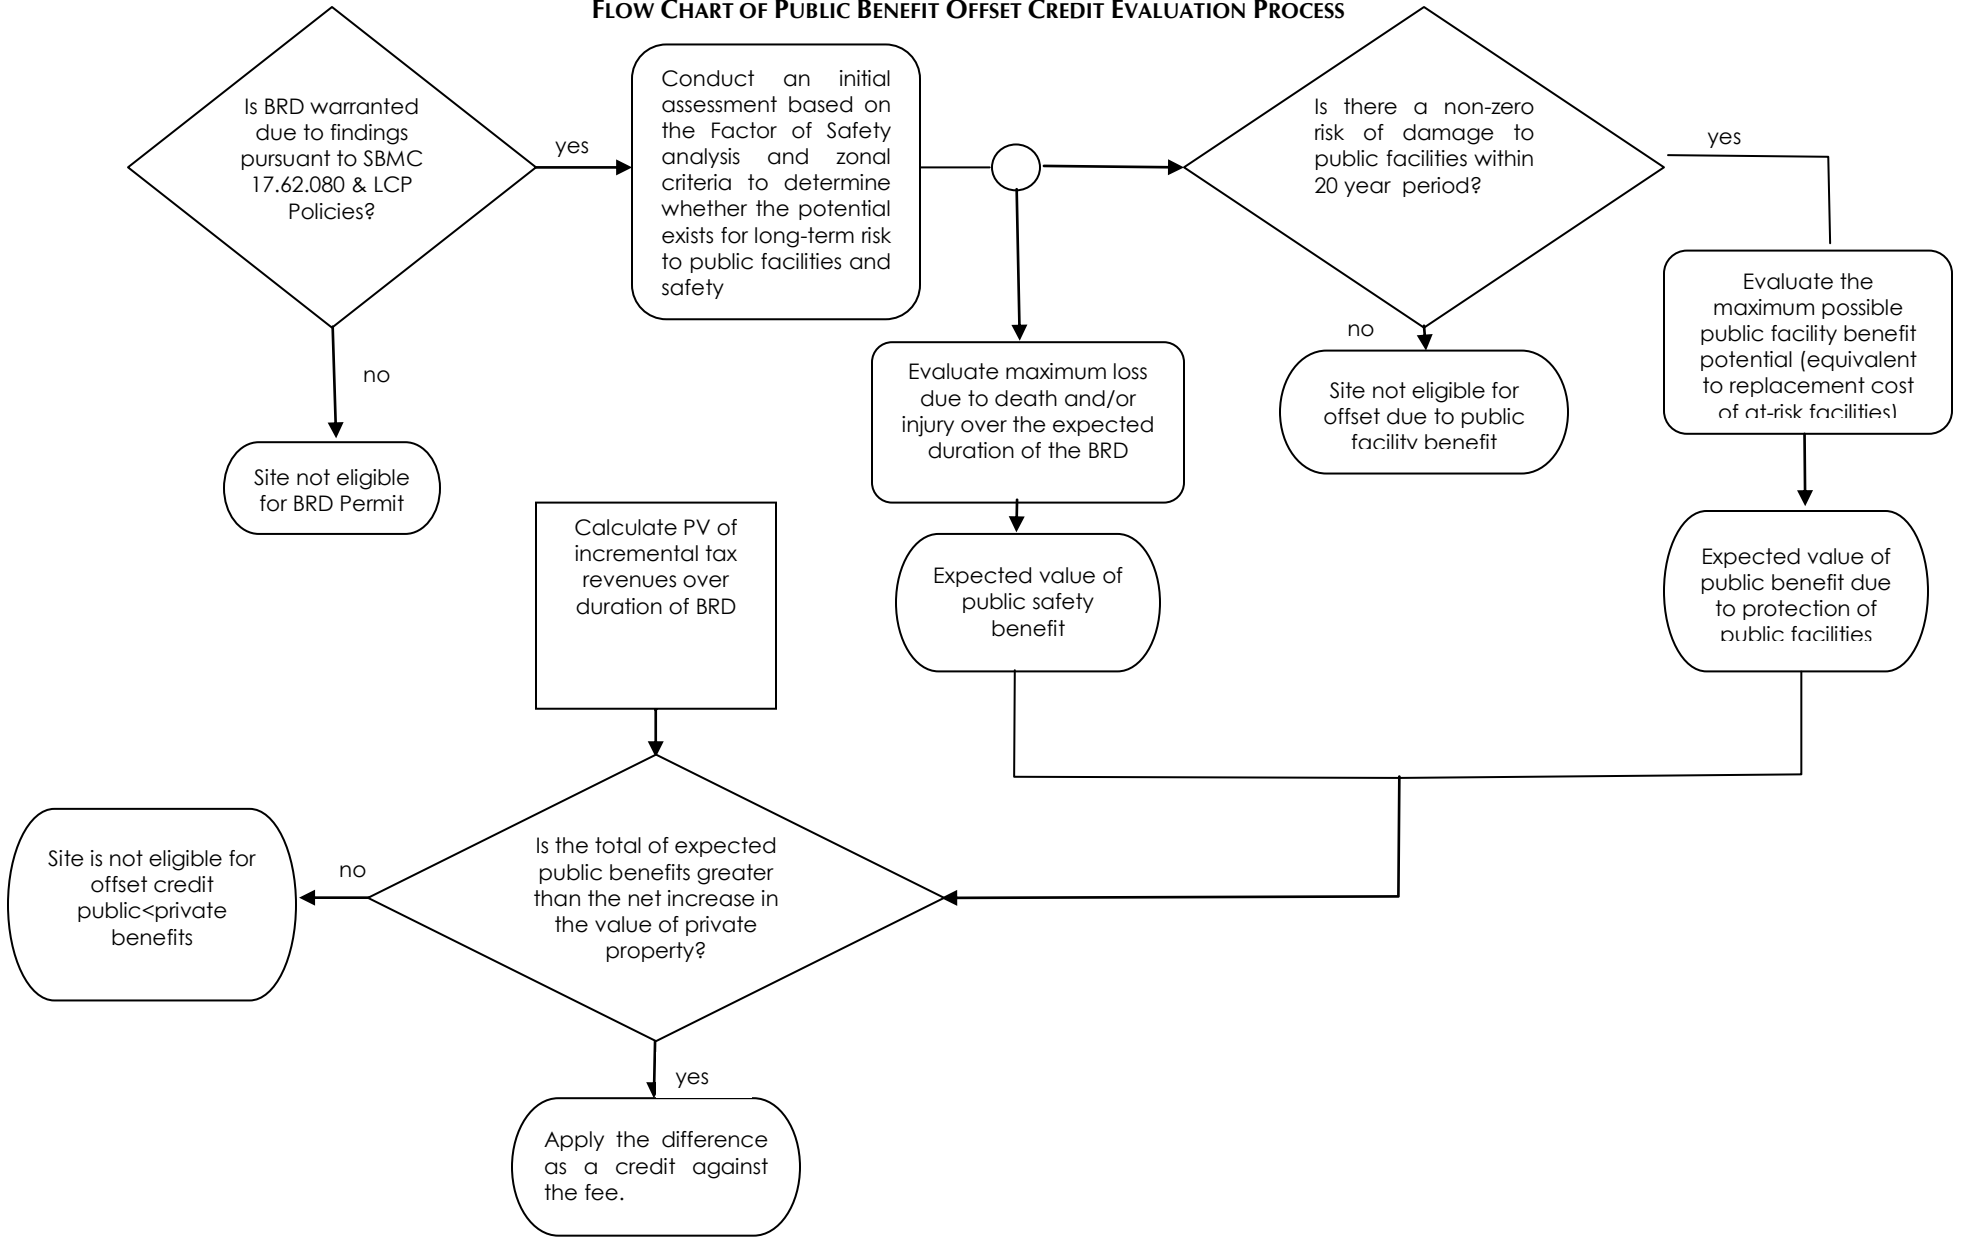 FLOW CHART OF PUBLIC BENEFIT OFFSET CREDIT EVALUATION PROCESS
Is BRD warranted
due to findings
pursuant to SBMC
17.62.080 & LCP
Policies?
yes
no
Site not eligible
for BRD Permit
Conduct an initial
assessment based on
the Factor of Safety
analysis and zonal
criteria to determine
whether the potential
exists for long-term risk
to public facilities and
safety
Is there a non-zero
risk of damage to
public facilities within
20 year period?
yes
no
Site not eligible for
offset due to public
facility benefit
Evaluate the
maximum possible
public facility benefit
potential (equivalent
to replacement cost
of at-risk facilities)
Evaluate maximum loss
due to death and/or
injury over the expected
duration of the BRD
Expected value of
public safety
benefit
Expected value of
public benefit due
to protection of
public facilities
Calculate PV of
incremental tax
revenues over
duration of BRD
Is the total of expected
public benefits greater
than the net increase in
the value of private
property?
no
Site is not eligible for
offset credit
public<private
benefits
yes
Apply the difference
as a credit against
the fee.